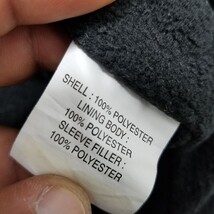 SHELL : 100% POLYESTER
LINING BODY :
100% POLYESTER
SLEEVE FILLER :
100% POLYESTER